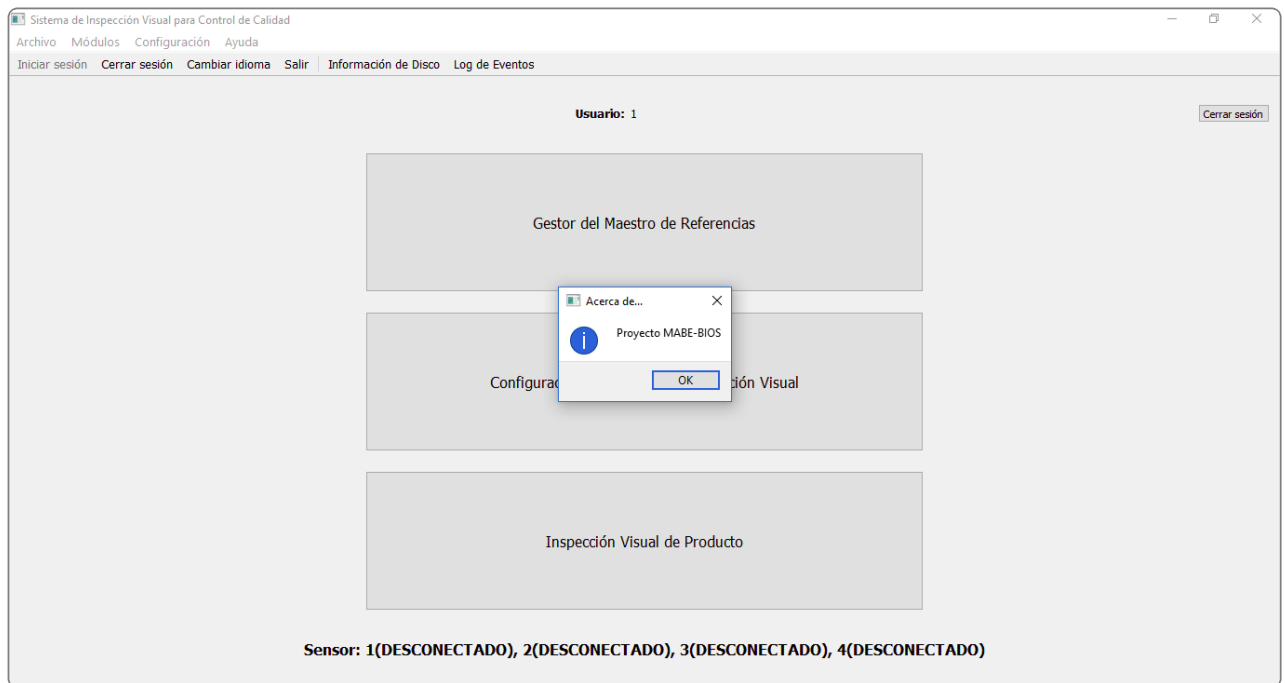 Sistema de Inspección Visual para Control de Calidad
Archivo Módulos Configuración Ayuda
Iniciar sesión Cerrar sesión Cambiar idioma Salir Información de Disco Log de Eventos
Usuario: 1
Cerrar sesión
Gestor del Maestro de Referencias
Acerca de...
Proyecto MABE-BIOS
OK
ión Visual
Inspección Visual de Producto
Sensor: 1(DESCONECTADO), 2(DESCONECTADO), 3(DESCONECTADO), 4(DESCONECTADO)